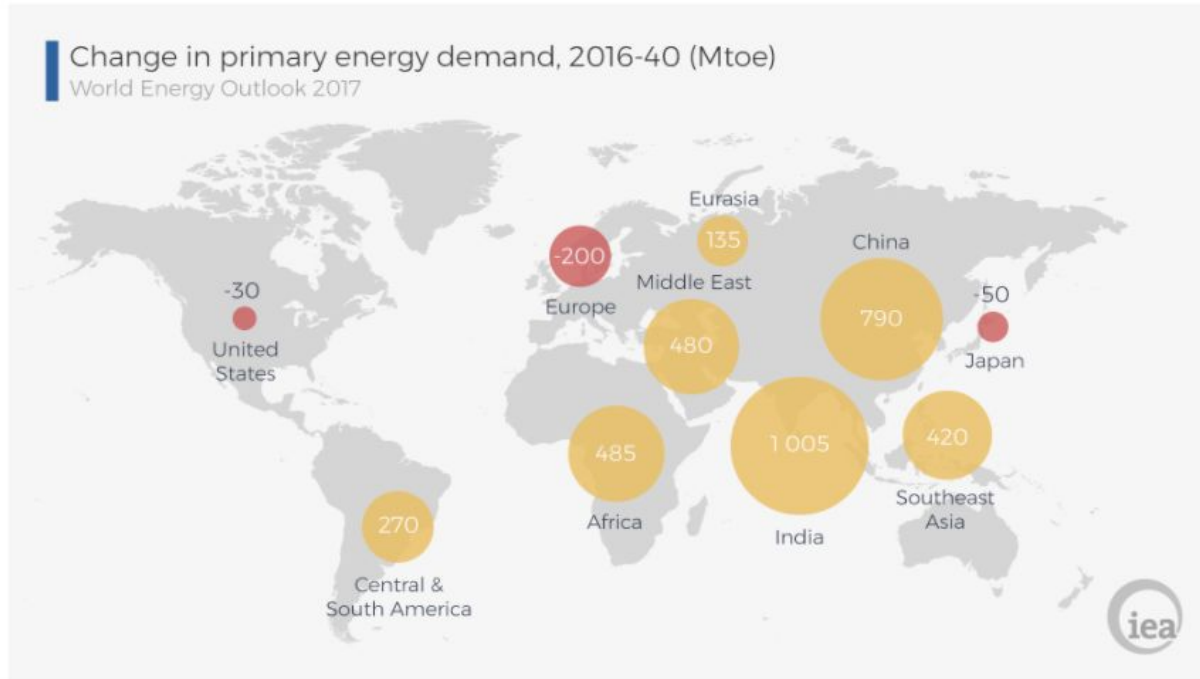 Change in primary energy demand, 2016-40 (Mtoe)
World Energy Outlook 2017
Eurasia
135
-200
Europe
China
790
Middle East
480
-30
United
States
-50
Japan
485
Africa
1 005
India
420
Southeast
Asia
270
Central &
South America
iea